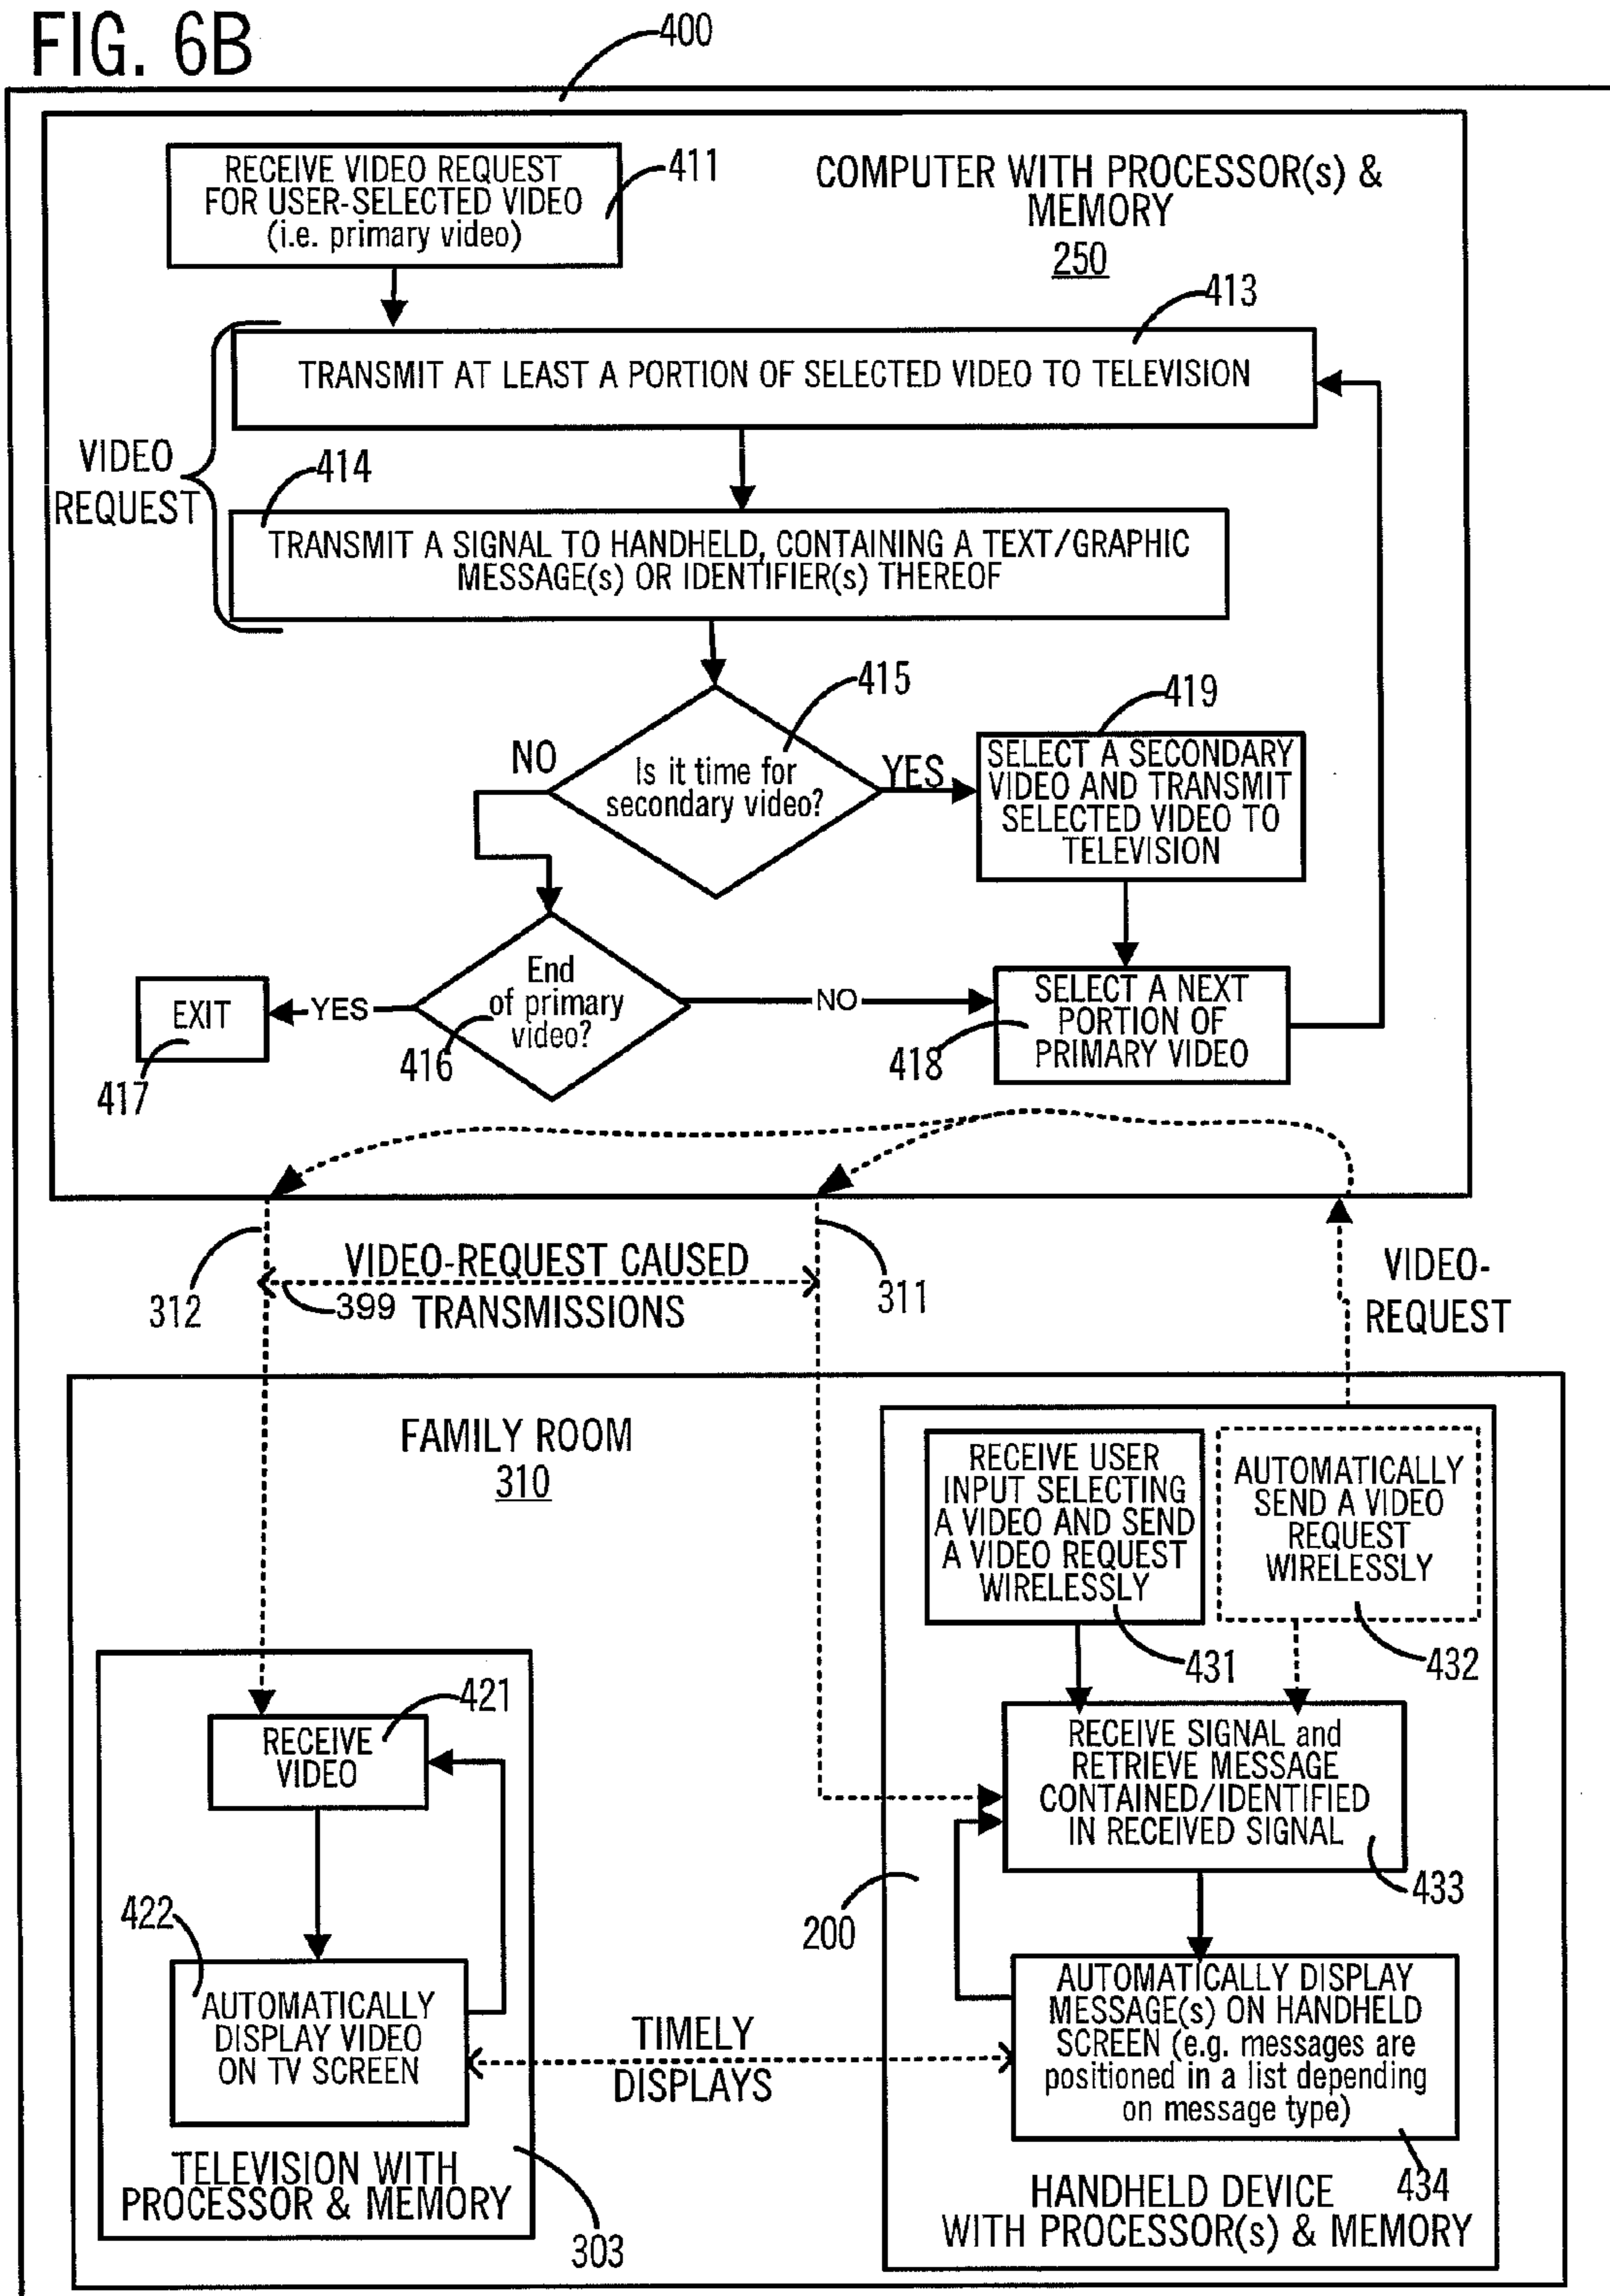 FIG. 6B
400
RECEIVE VIDEO REQUEST
FOR USER-SELECTED VIDEO
(i.e. primary video)
411
COMPUTER WITH PROCESSOR(s) &
MEMORY
250
413
TRANSMIT AT LEAST A PORTION OF SELECTED VIDEO TO TELEVISION
VIDEO
REQUEST
414
TRANSMIT A SIGNAL TO HANDHELD, CONTAINING A TEXT/GRAPHIC
MESSAGE(s) OR IDENTIFIER(s) THEREOF
415
NO
Is it time for
secondary video?
YES
419
SELECT A SECONDARY
VIDEO AND TRANSMIT
SELECTED VIDEO TO
TELEVISION
End
of primary
video?
416
YES
EXIT
417
NO
SELECT A NEXT
PORTION OF
PRIMARY VIDEO
418
312
VIDEO-REQUEST CAUSED
399 TRANSMISSIONS
311
VIDEO-
REQUEST
FAMILY ROOM
310
RECEIVE USER
INPUT SELECTING
A VIDEO AND SEND
A VIDEO REQUEST
WIRELESSLY
431
AUTOMATICALLY
SEND A VIDEO
REQUEST
WIRELESSLY
432
421
RECEIVE
VIDEO
RECEIVE SIGNAL and
RETRIEVE MESSAGE
CONTAINED/IDENTIFIED
IN RECEIVED SIGNAL
433
422
200
AUTOMATICALLY
DISPLAY VIDEO
ON TV SCREEN
TIMELY
DISPLAYS
AUTOMATICALLY DISPLAY
MESSAGE(s) ON HANDHELD
SCREEN (e.g. messages are
positioned in a list depending
on message type)
434
TELEVISION WITH
PROCESSOR & MEMORY
303
HANDHELD DEVICE
WITH PROCESSOR(s) & MEMORY